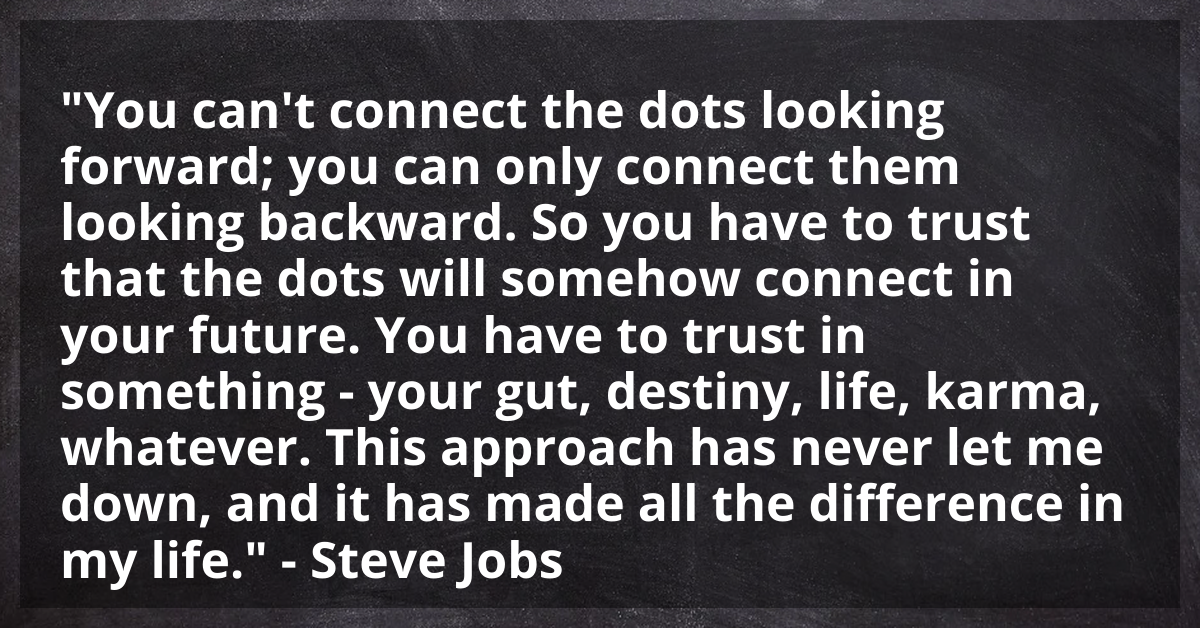 "You can't connect the dots looking
forward; you can only connect them
looking backward. So you have to trust
that the dots will somehow connect in
your future. You have to trust in
something - your gut, destiny, life, karma,
whatever. This approach has never let me
down, and it has made all the difference in
my life." - Steve Jobs